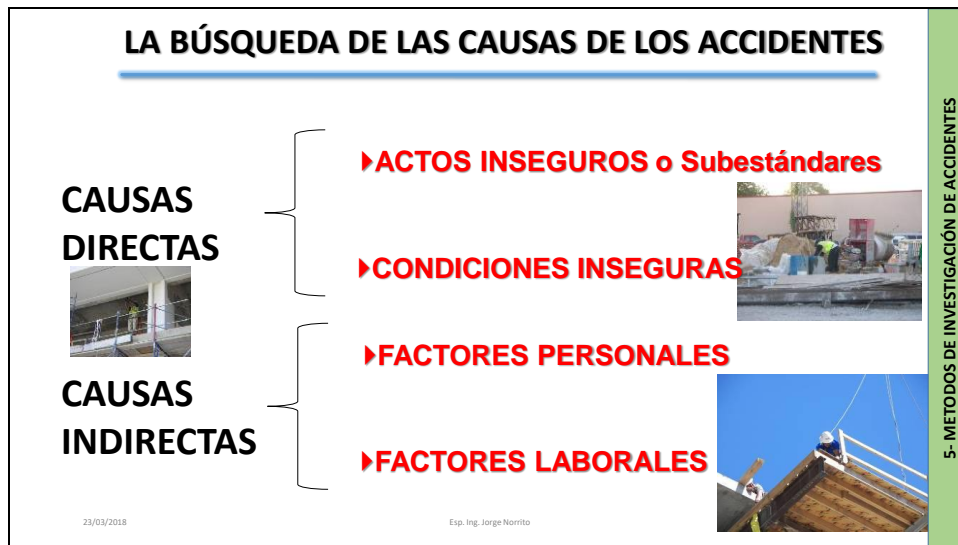 LA BÚSQUEDA DE LAS CAUSAS DE LOS ACCIDENTES
CAUSAS
DIRECTAS
ACTOS INSEGUROS o Subestándares
CONDICIONES INSEGURAS
CAUSAS
INDIRECTAS
FACTORES PERSONALES
FACTORES LABORALES
23/03/2018
Esp. Ing. Jorge Norrito
5- METODOS DE INVESTIGACIÓN DE ACCIDENTES